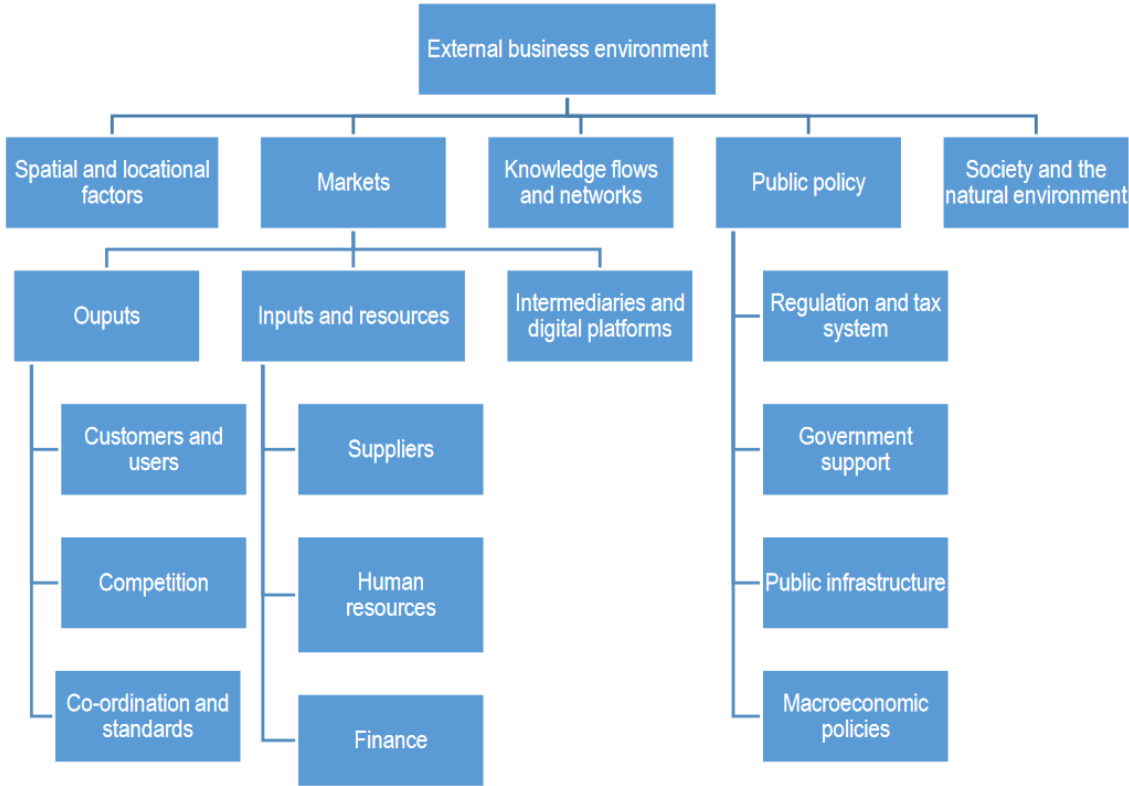 External business environment
Spatial and locational
factors
Markets
Knowledge flows
and networks
Public policy
Society and the
natural environment
Ouputs
Inputs and resources
Intermediaries and
digital platforms
Regulation and tax
system
Customers and
users
Suppliers
Government
support
Competition
Human
resources
Public infrastructure
Co-ordination and
standards
Finance
Macroeconomic
policies